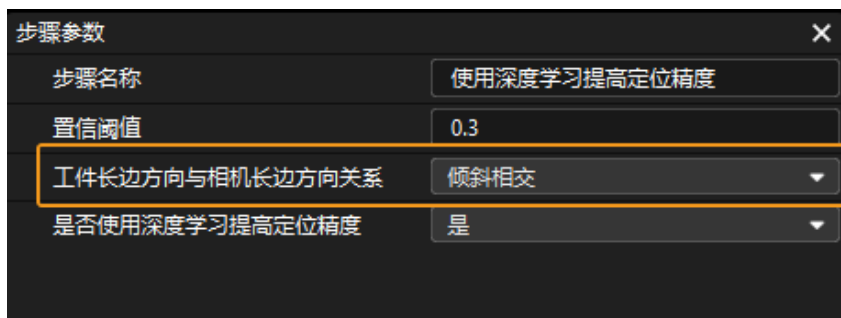 步骤参数
步骤名称 使用深度学习提高定位精度
置信阈值 0.3
工件长边方向与相机长边方向关系 倾斜相交
是否使用深度学习提高定位精度 是